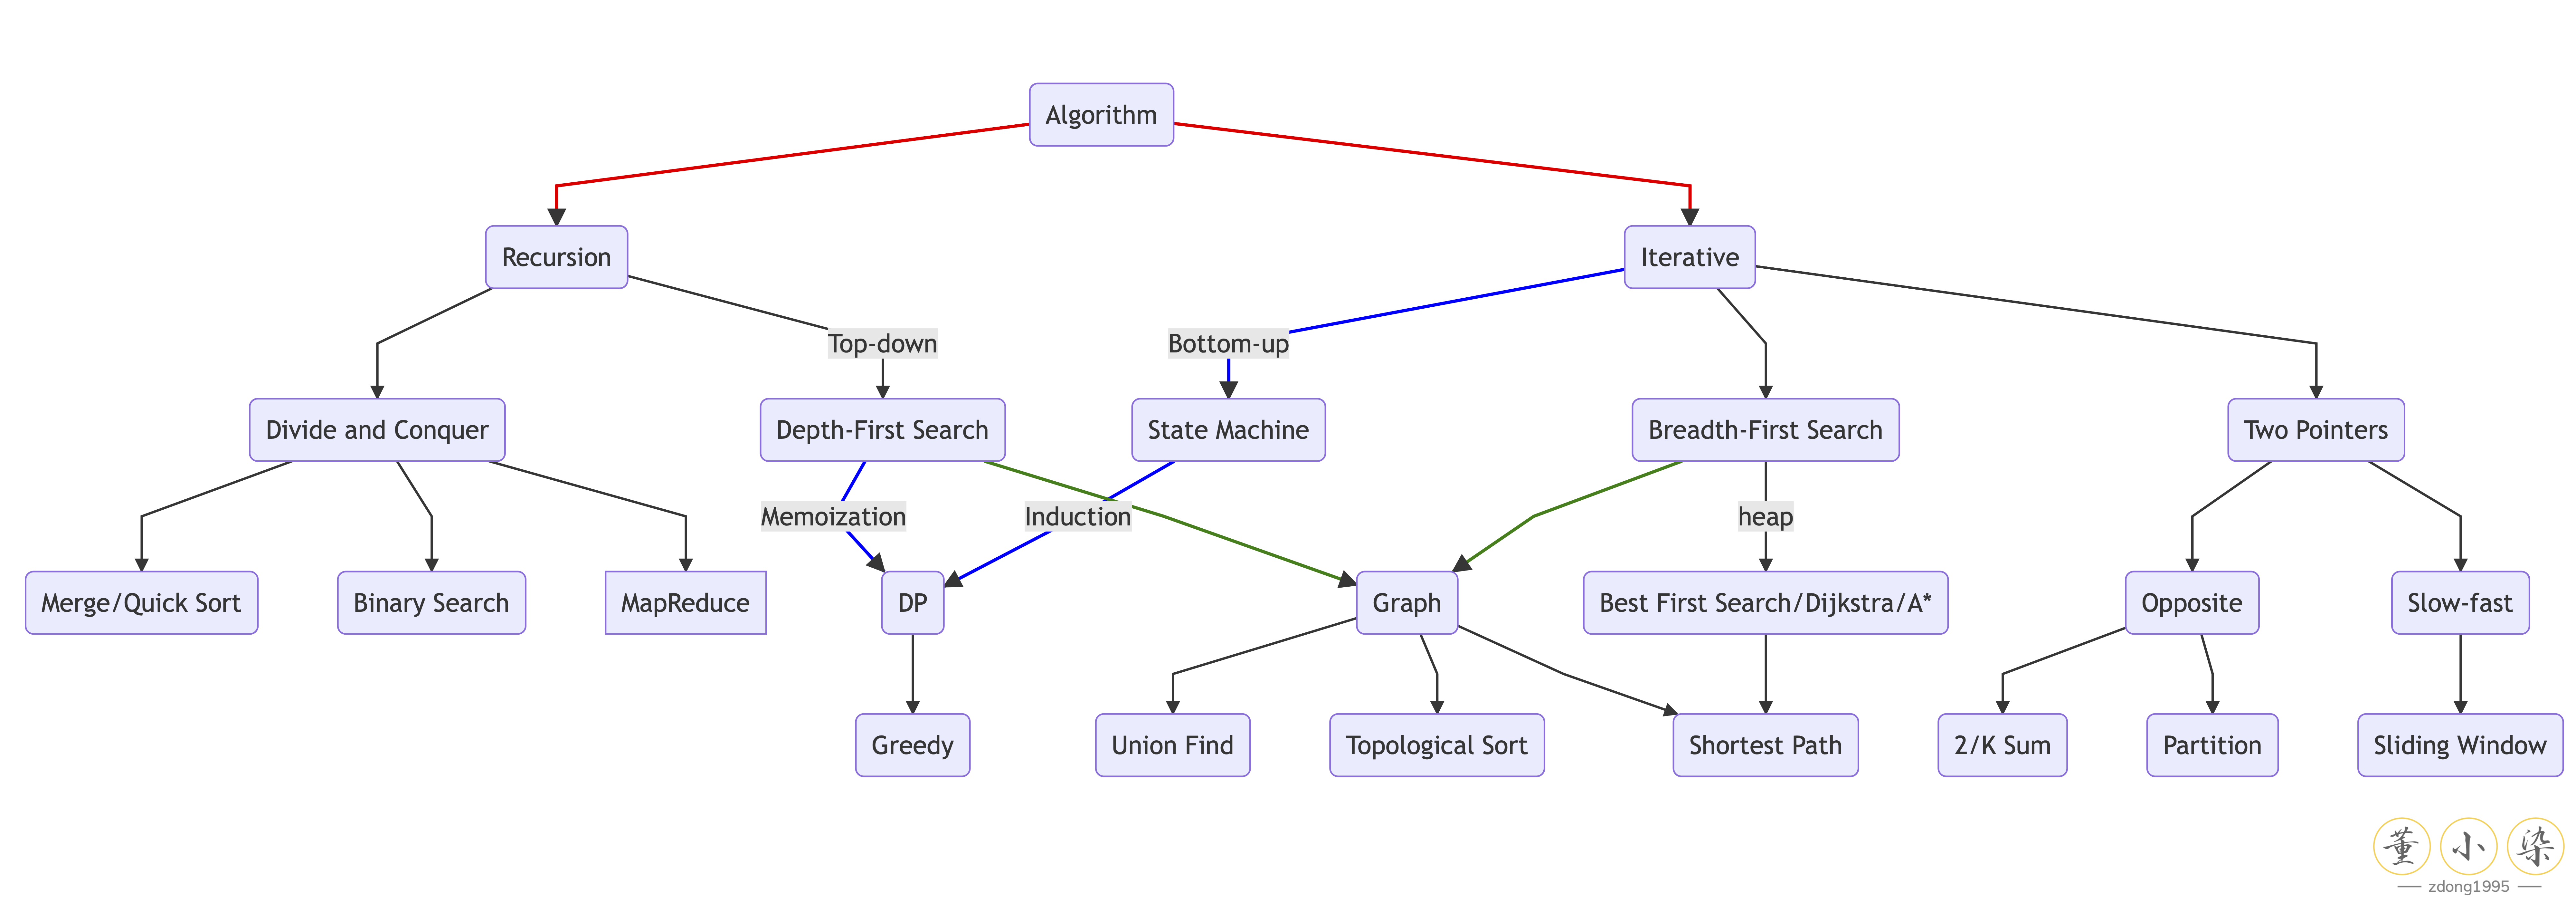 Algorithm
Recursion
Iterative
Top-down
Bottom-up
Divide and Conquer
Depth-First Search
State Machine
Breadth-First Search
Two Pointers
Memoization
Induction
heap
Merge/Quick Sort
Binary Search
MapReduce
DP
Graph
Best First Search/Dijkstra/A*
Opposite
Slow-fast
Greedy
Union Find
Topological Sort
Shortest Path
2/K Sum
Partition
Sliding Window
董小染
zdong1995